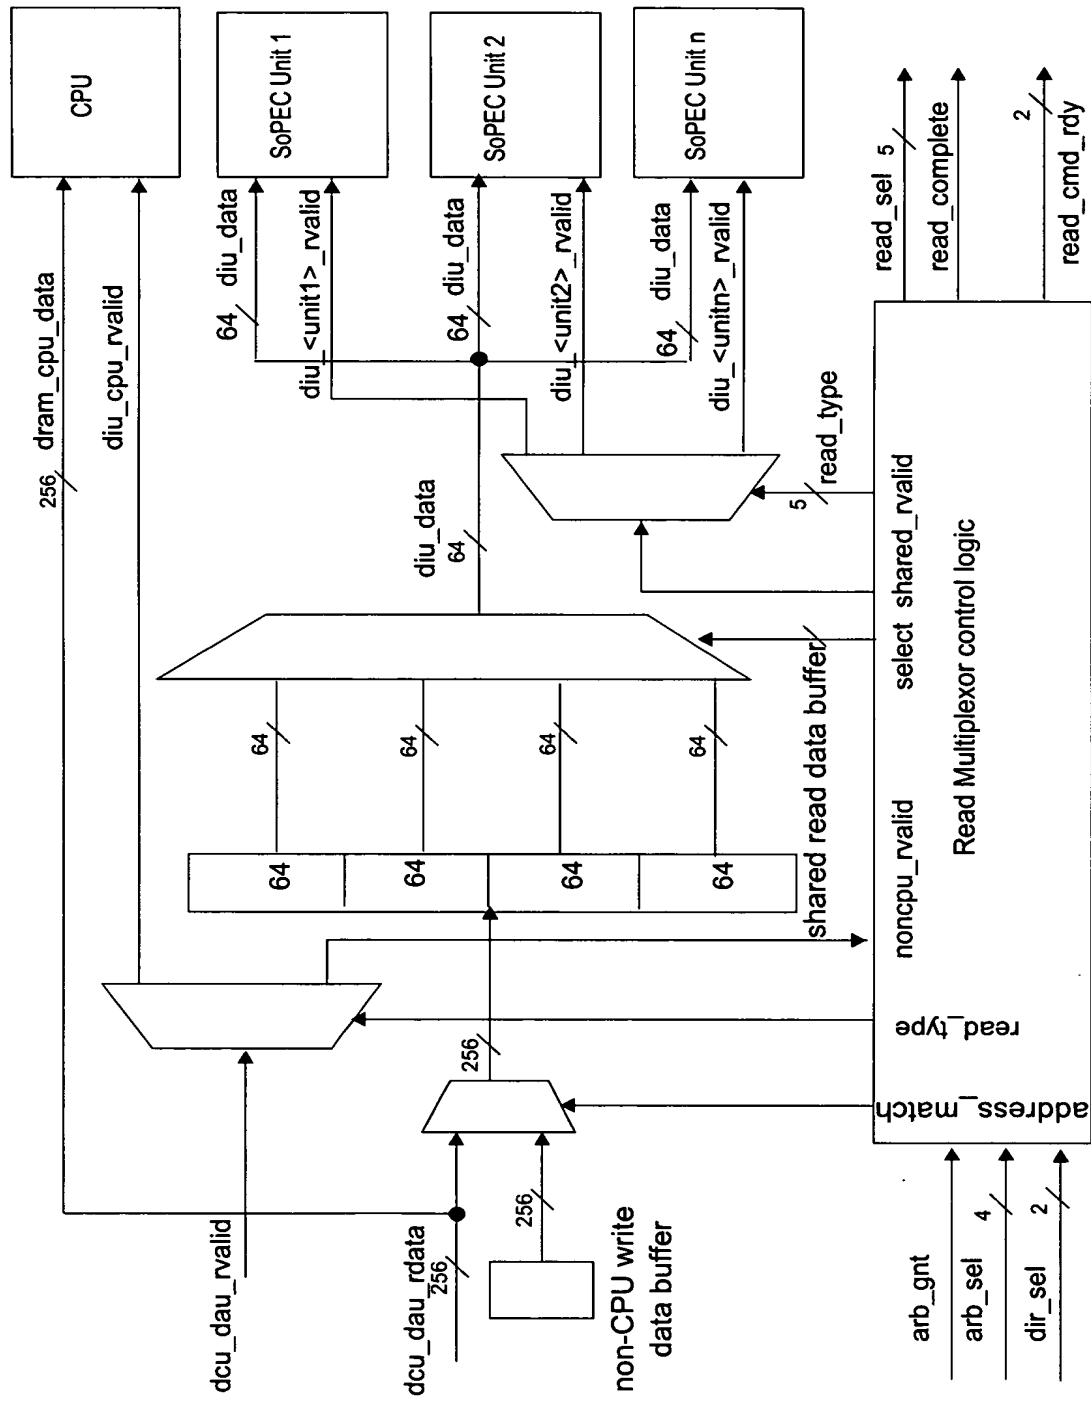 CPU
SoPEC Unit 1
SoPEC Unit 2
SoPEC Unit n
256
dram_cpu_data
diu_cpu_rvalid
64
diu_data
diu_<unit1>_rvalid
64
diu_data
diu_<unit2>_rvalid
64
diu_data
diu_<unitn>_rvalid
diu_data
64
5
read_type
64
64
64
64
64
64
64
64
shared read data buffer
256
dcu_dau_rvalid
dcu_dau_rdata
256
256
non-CPU write
data buffer
address_match
read_type
noncpu_rvalid
select
shared_rvalid
Read Multiplexor control logic
arb_gnt
arb_sel
4
dir_sel
2
read_sel
5
read_complete
2
read_cmd_rdy